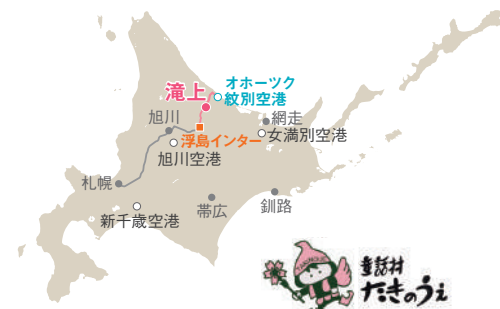 オホーツク
紋別空港
滝上
旭川
網走
女満別空港
浮島インター
旭川空港
札幌
帯広
釧路
新千歳空港
童話村
たきのうえ